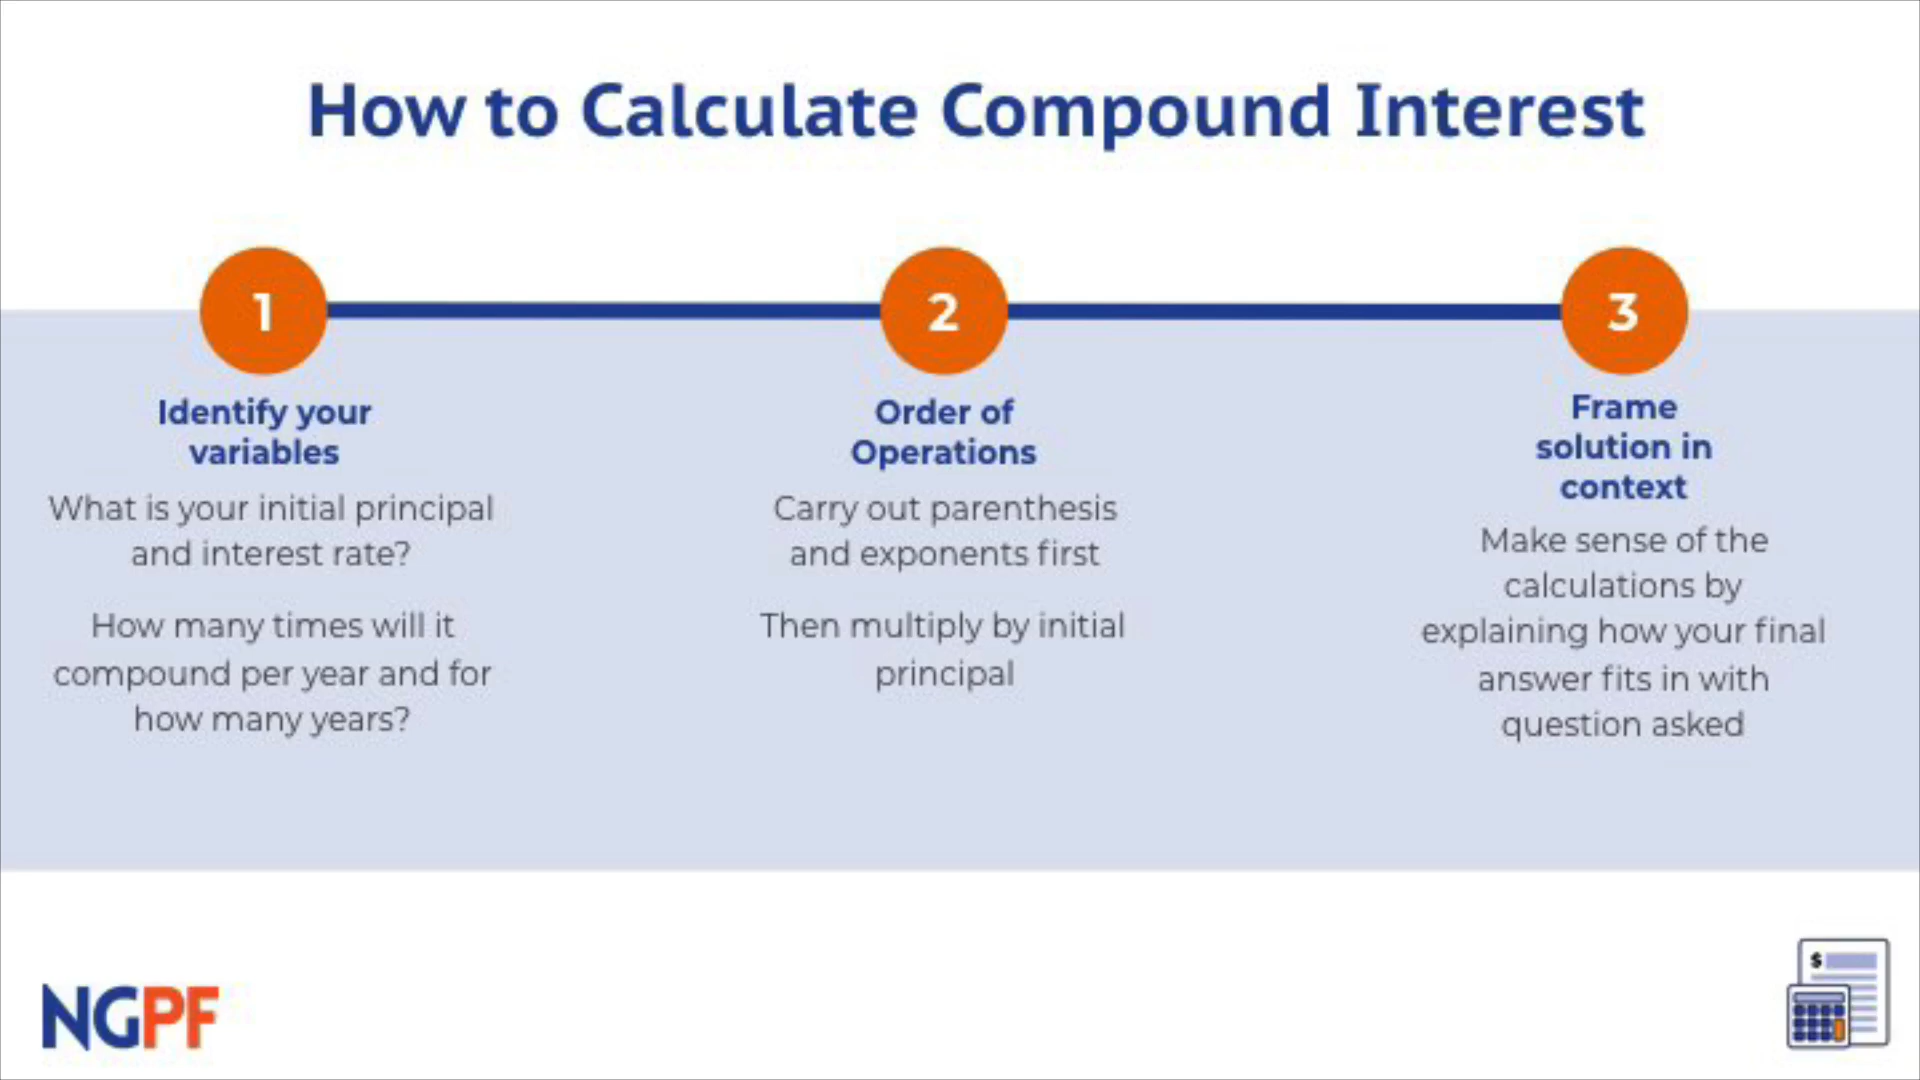 How to Calculate Compound Interest
1
2
3
Identify your
variables
What is your initial principal
and interest rate?
How many times will it
compound per year and for
how many years?
Order of
Operations
Carry out parenthesis
and exponents first
Then multiply by initial
principal
Frame
solution in
context
Make sense of the
calculations by
explaining how your final
answer fits in with
question asked
NGPF
$